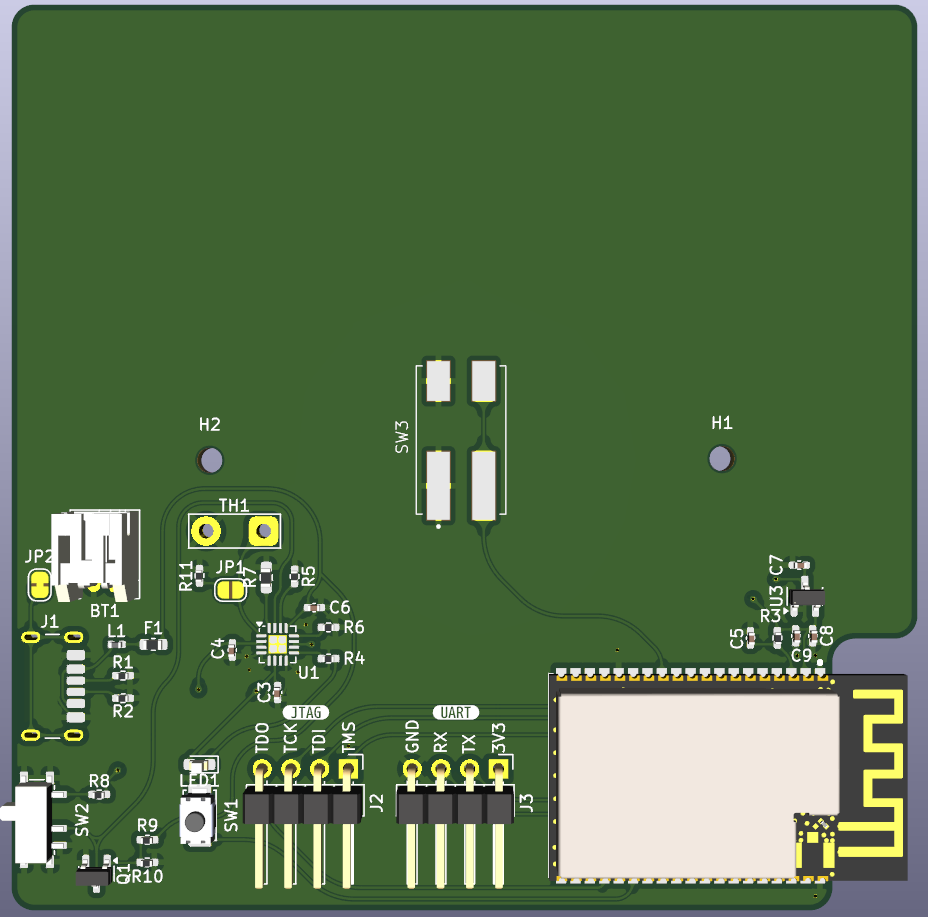 H2
H1
SW3
TH1
JP2
R11
JP1
R7
R5
C7
U3
BT1
C6
R3
J1
L1
F1
C4
R6
C5
C8
R1
R4
U1
C9
R2
C3
JTAG
UART
TDO
TCK
TDI
TMS
GND
RX
TX
3V3
LED1
R8
SW2
SW1
J2
J3
R9
Q1
R10